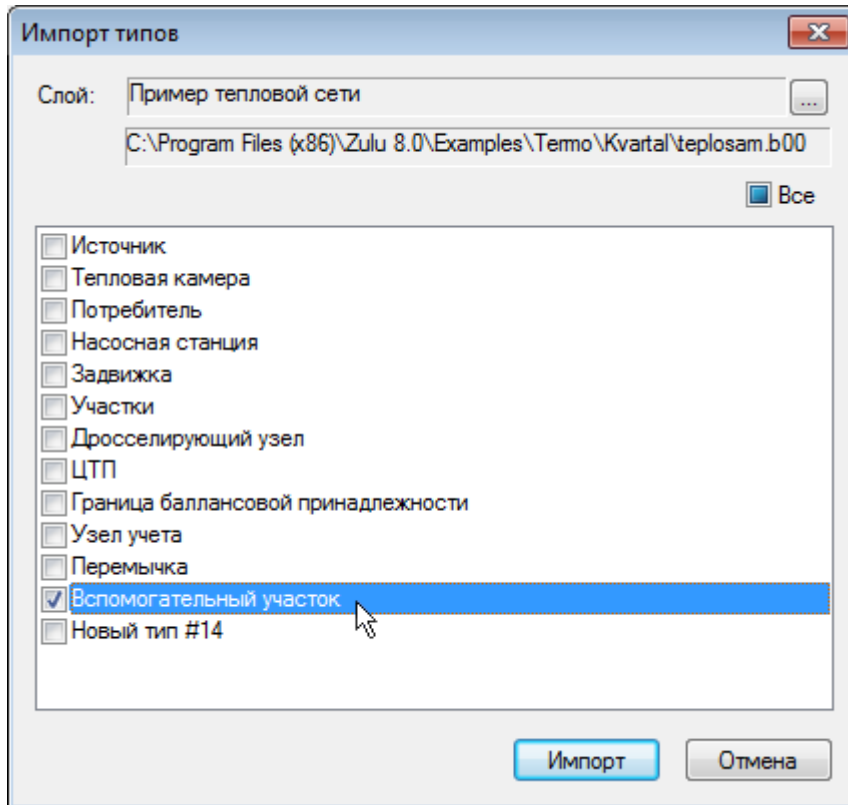 Импорт типов
Слой: Пример тепловой сети ...
C:\Program Files (x86)\Zulu 8.0\Examples\Termo\Kvartal\teplosam.b00
Все
Источник
Тепловая камера
Потребитель
Насосная станция
Задвижка
Участки
Дросселирующий узел
ЦТП
Граница баллансовой принадлежности
Узел учета
Перемычка
Вспомогательный участок
Новый тип #14
Импорт Отмена